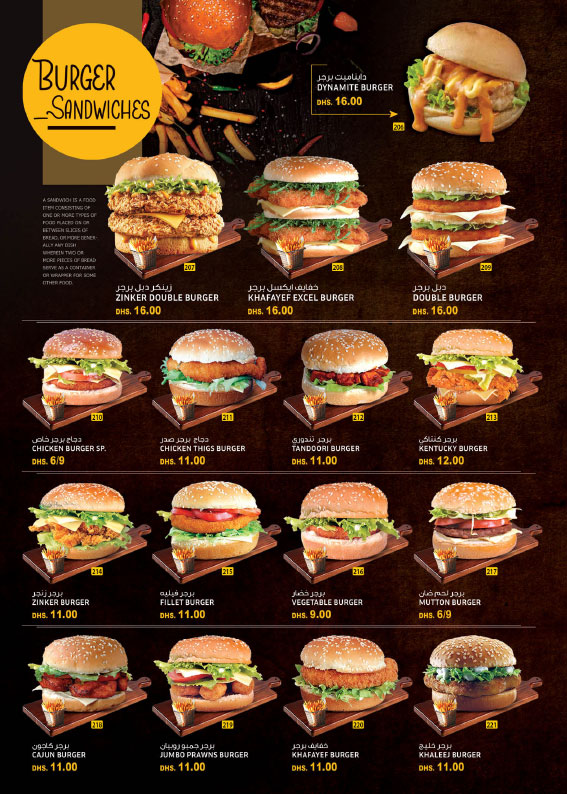 BURGER
SANDWICHES
دايناميت برجر
DYNAMITE BURGER
DHS. 16.00
206
A SANDWICH IS A FOOD
ITEM CONSISTING OF
ONE OR MORE TYPES OF
FOOD PLACED ON OR
BETWEEN SLICES OF
BREAD, OR MORE GENER-
ALLY ANY DISH
WHEREIN TWO OR
MORE PIECES OF BREAD
SERVE AS A CONTAINER
OR WRAPPER FOR SOME
OTHER FOOD.
207
زينكر دبل برجر
ZINKER DOUBLE BURGER
DHS. 16.00
208
خفايف ايكسل برجر
KHAFAYEF EXCEL BURGER
DHS. 16.00
209
دبل برجر
DOUBLE BURGER
DHS. 16.00
210
دجاج برجر خاص
CHICKEN BURGER SP.
DHS. 6/9
211
دجاج برجر صدر
CHICKEN THIGS BURGER
DHS. 11.00
212
برجر تندوري
TANDOORI BURGER
DHS. 11.00
213
برجر كنتاكي
KENTUCKY BURGER
DHS. 12.00
214
برجر زنجر
ZINKER BURGER
DHS. 11.00
215
برجر فيليه
FILLET BURGER
DHS. 11.00
216
برجر خضار
VEGETABLE BURGER
DHS. 9.00
217
برجر لحم ضان
MUTTON BURGER
DHS. 6/9
218
برجر كاجون
CAJUN BURGER
DHS. 11.00
219
برجر جمبو روبيان
JUMBO PRAWNS BURGER
DHS. 11.00
220
خفايف برجر
KHAFAYEF BURGER
DHS. 11.00
221
برجر خليج
KHALEEJ BURGER
DHS. 11.00